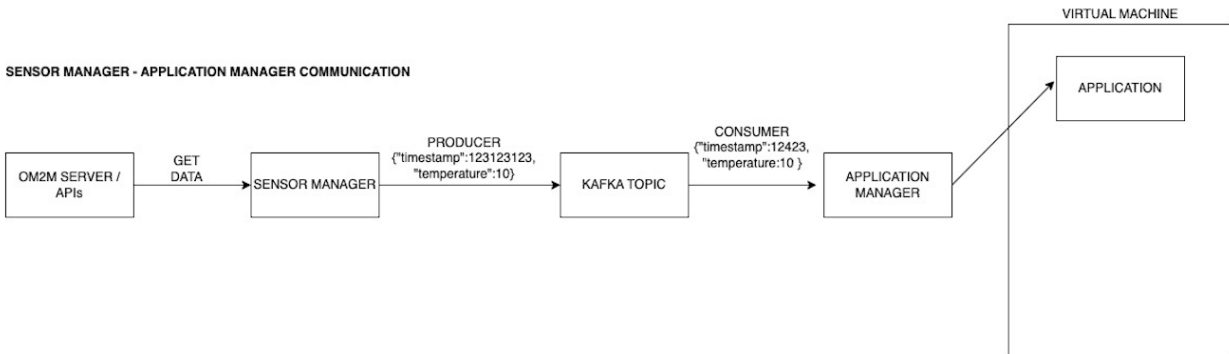 VIRTUAL MACHINE
SENSOR MANAGER - APPLICATION MANAGER COMMUNICATION
APPLICATION
OM2M SERVER /
APIs
GET
DATA
SENSOR MANAGER
PRODUCER
{"timestamp":123123123,
"temperature":10}
KAFKA TOPIC
CONSUMER
{"timestamp":12423,
"temperature:10 }
APPLICATION
MANAGER